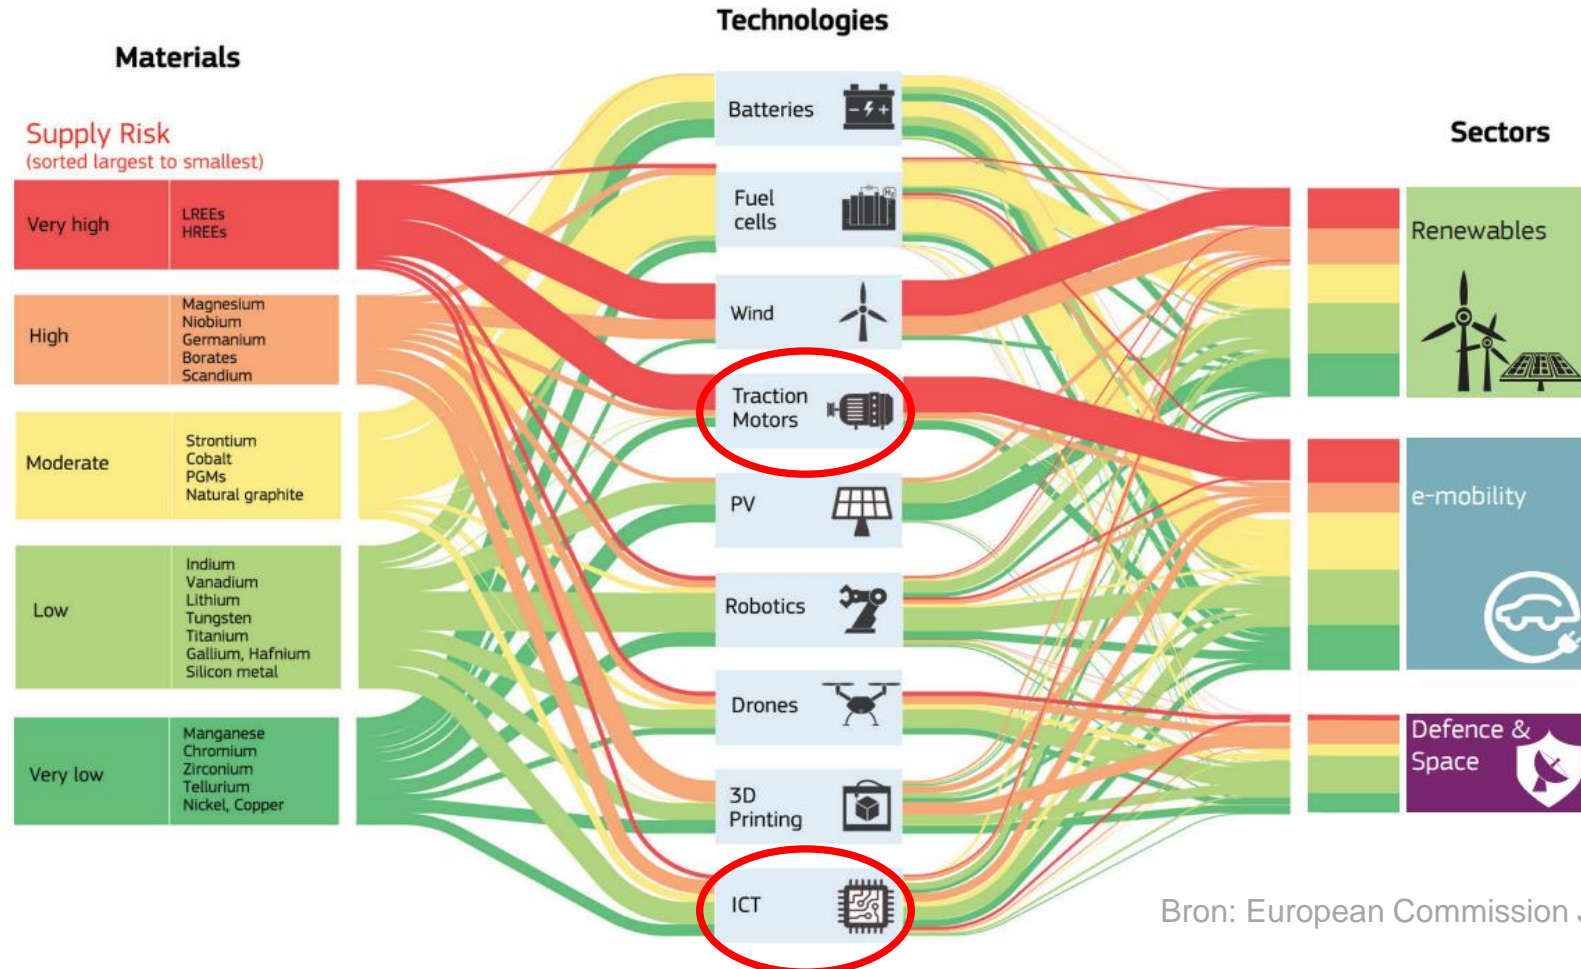 Technologies
Materials
Supply Risk
(sorted largest to smallest)
Very high
LREEs
HREEs
High
Magnesium
Niobium
Germanium
Borates
Scandium
Moderate
Strontium
Cobalt
PGMs
Natural graphite
Low
Indium
Vanadium
Lithium
Tungsten
Titanium
Gallium, Hafnium
Silicon metal
Very low
Manganese
Chromium
Zirconium
Tellurium
Nickel, Copper
Batteries
Fuel
cells
H₂
Wind
Traction
Motors
PV
Robotics
Drones
3D
Printing
ICT
Sectors
Renewables
e-mobility
Defence &
Space
Bron: European Commission